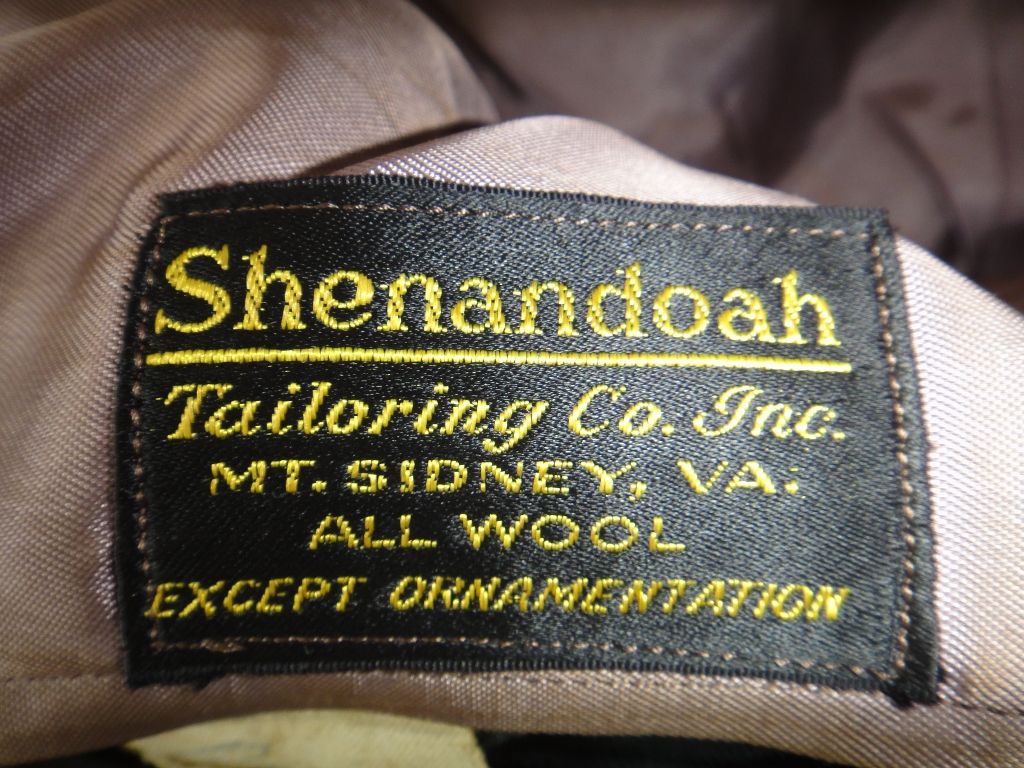 Shenandoah
Tailoring Co. Inc.
MT. SIDNEY, VA:
ALL WOOL
EXCEPT ORNAMENTATION